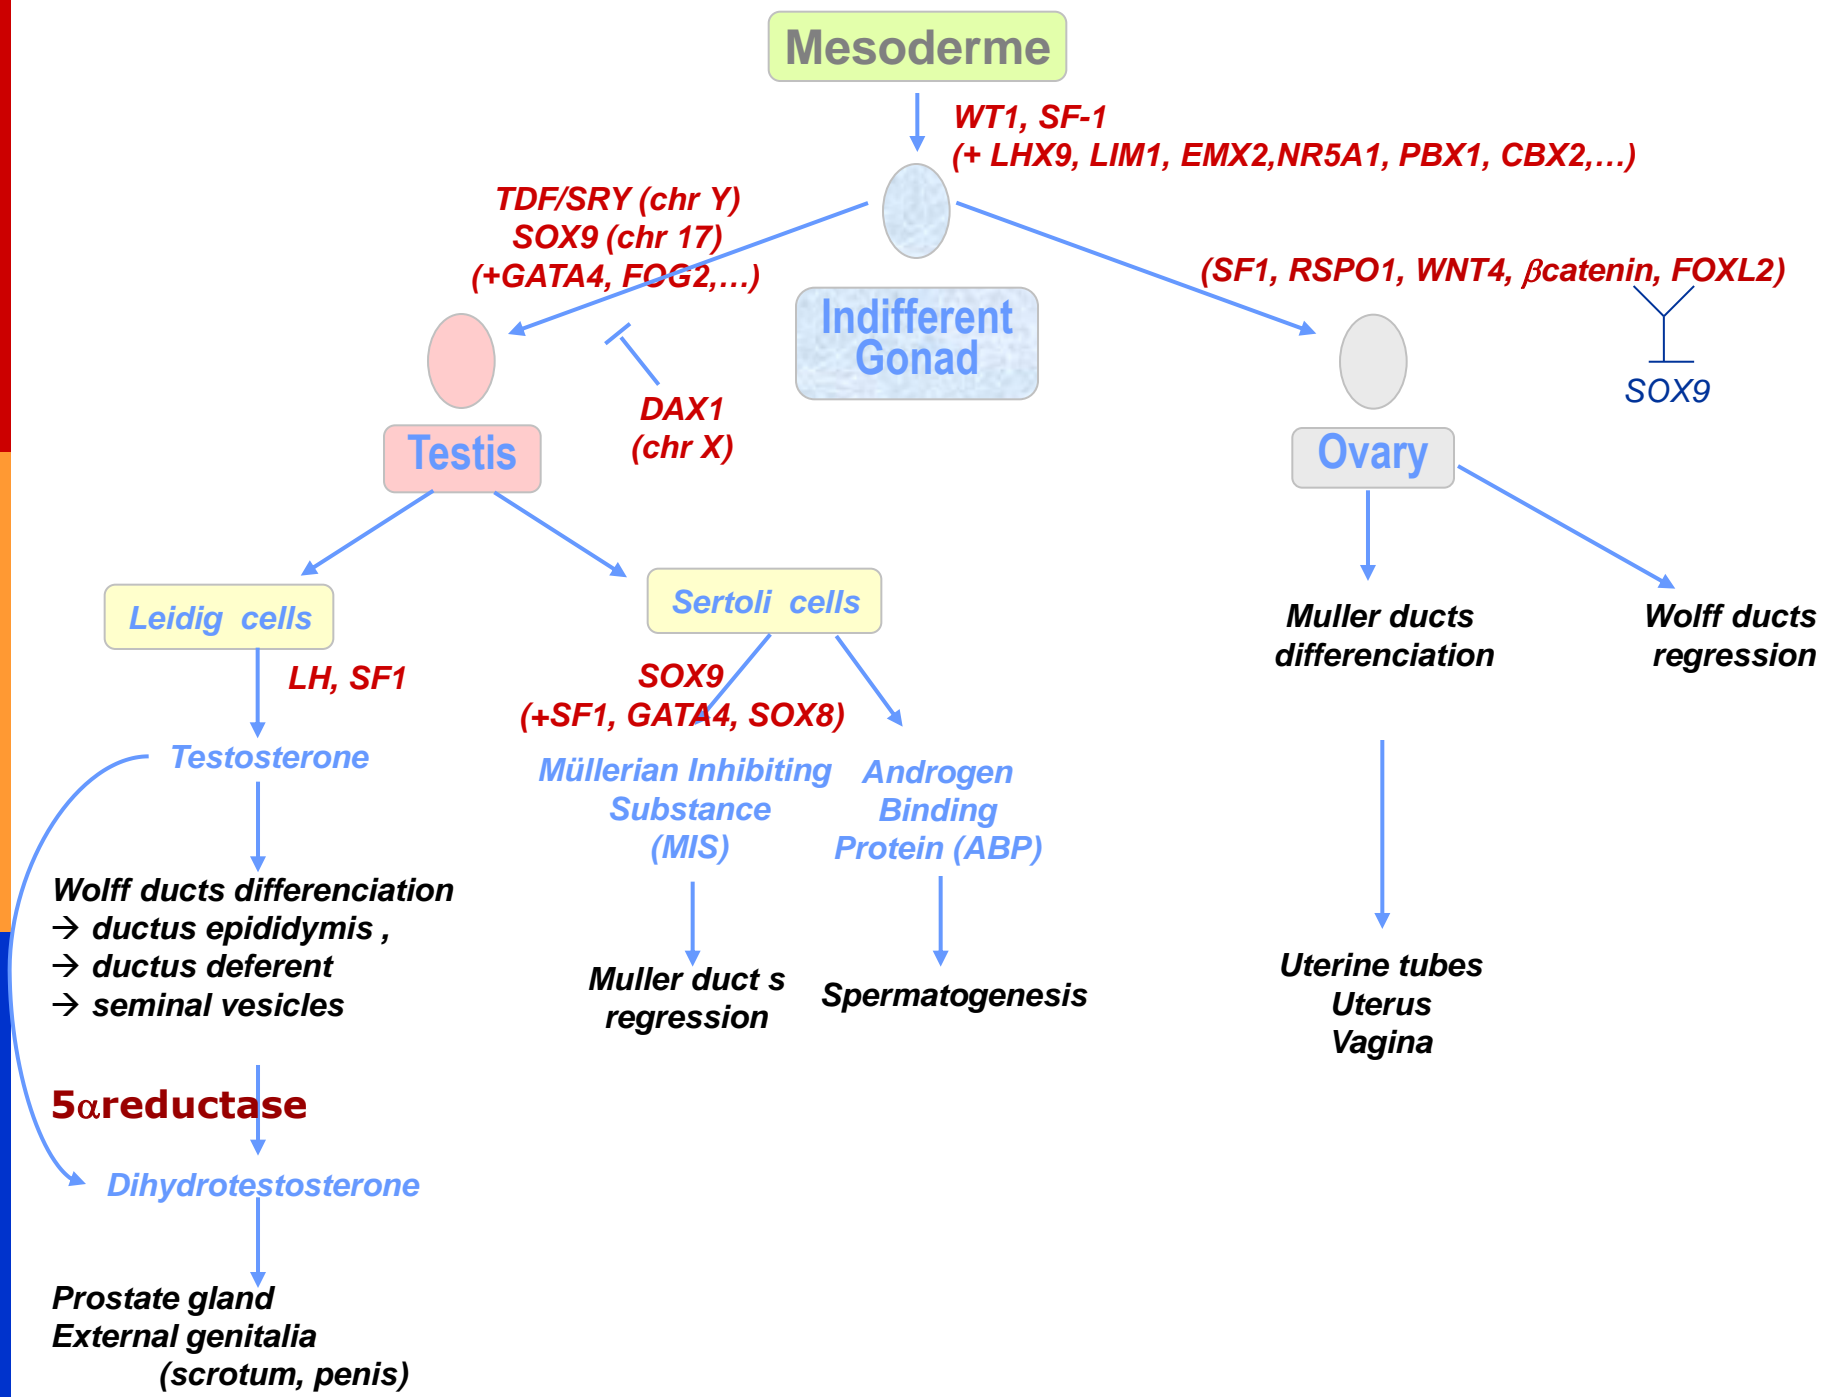 Mesoderme
WT1, SF-1
(+ LHX9, LIM1, EMX2,NR5A1, PBX1, CBX2,...)
TDF/SRY (chr Y)
SOX9 (chr 17)
(+GATA4, FOG2,...)
(SF1, RSPO1, WNT4, βcatenin, FOXL2)
SOX9
Indifferent
Gonad
DAX1
(chr X)
Testis
Ovary
Leidig cells
Sertoli cells
LH, SF1
SOX9
(+SF1, GATA4, SOX8)
Muller ducts
differenciation
Wolff ducts
regression
Testosterone
Müllerian Inhibiting
Substance
(MIS)
Androgen
Binding
Protein (ABP)
Wolff ducts differenciation
→ ductus epididymis ,
→ ductus deferent
→ seminal vesicles
Muller duct s
regression
Spermatogenesis
Uterine tubes
Uterus
Vagina
5αreductase
Dihydrotestosterone
Prostate gland
External genitalia
(scrotum, penis)